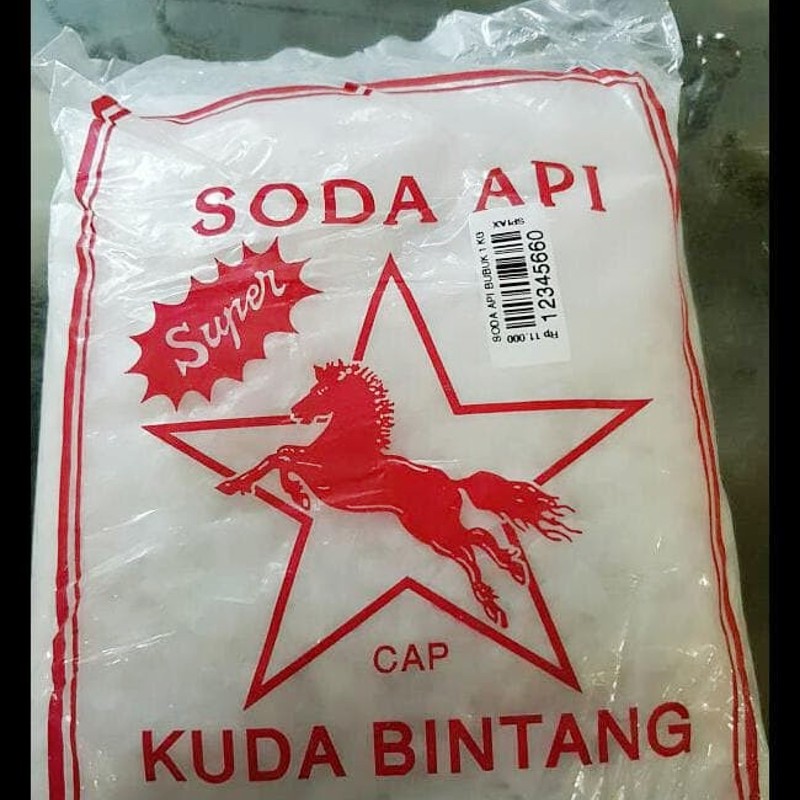 SODA API
Super
SODA API BUBUK 1 KG
12345660
Rp 11.000
CAP
KUDA BINTANG